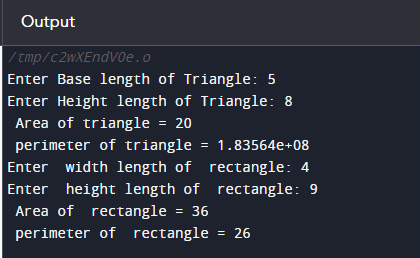 Output
/tmp/c2wXEndV0e.o
Enter Base length of Triangle: 5
Enter Height length of Triangle: 8
Area of triangle = 20
perimeter of triangle = 1.83564e+08
Enter  width length of  rectangle: 4
Enter  height length of  rectangle: 9
Area of  rectangle = 36
perimeter of  rectangle = 26